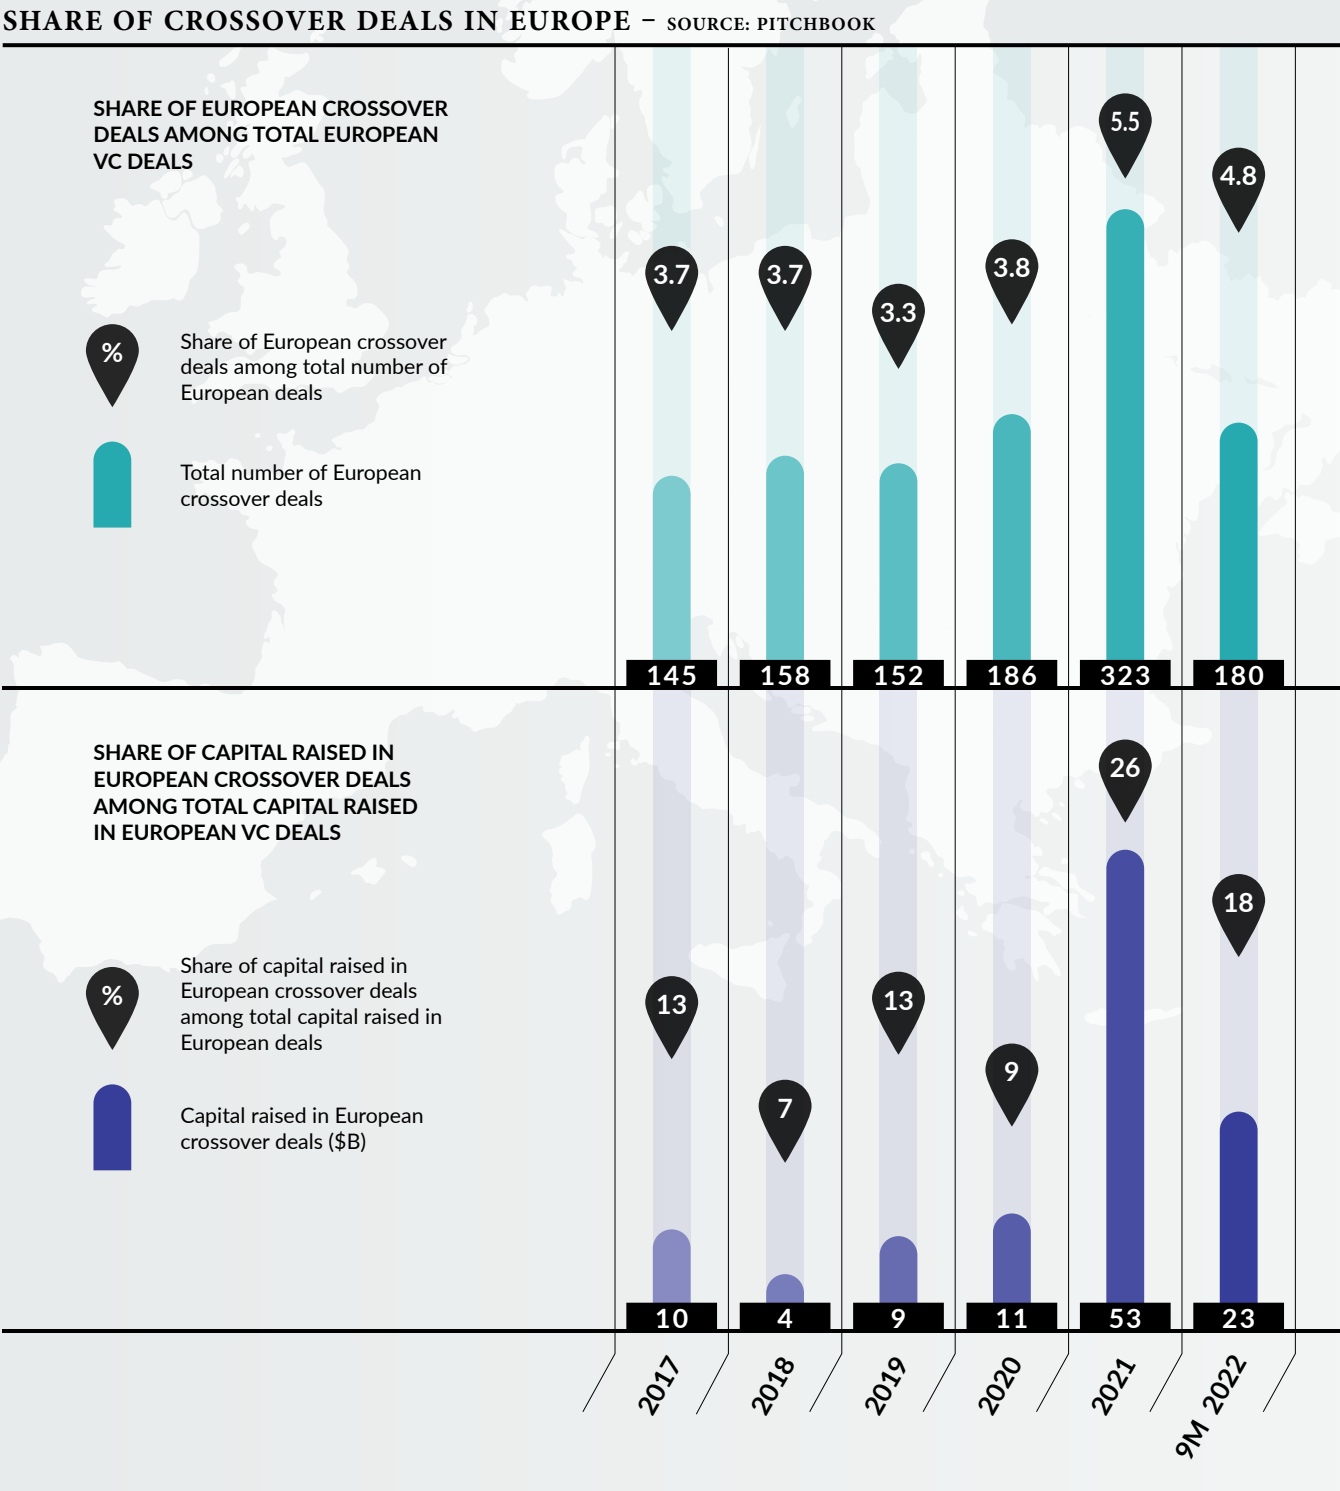 SHARE OF CROSSOVER DEALS IN EUROPE – SOURCE: PITCHBOOK
SHARE OF EUROPEAN CROSSOVER
DEALS AMONG TOTAL EUROPEAN
VC DEALS
%
Share of European crossover
deals among total number of
European deals
Total number of European
crossover deals
3.7 3.7 3.3 3.8 5.5 4.8
145 158 152 186 323 180
SHARE OF CAPITAL RAISED IN
EUROPEAN CROSSOVER DEALS
AMONG TOTAL CAPITAL RAISED
IN EUROPEAN VC DEALS
%
Share of capital raised in
European crossover deals
among total capital raised in
European deals
Capital raised in European
crossover deals ($B)
13 7 13 9 26 18
10 4 9 11 53 23
2017 2018 2019 2020 2021 9M 2022